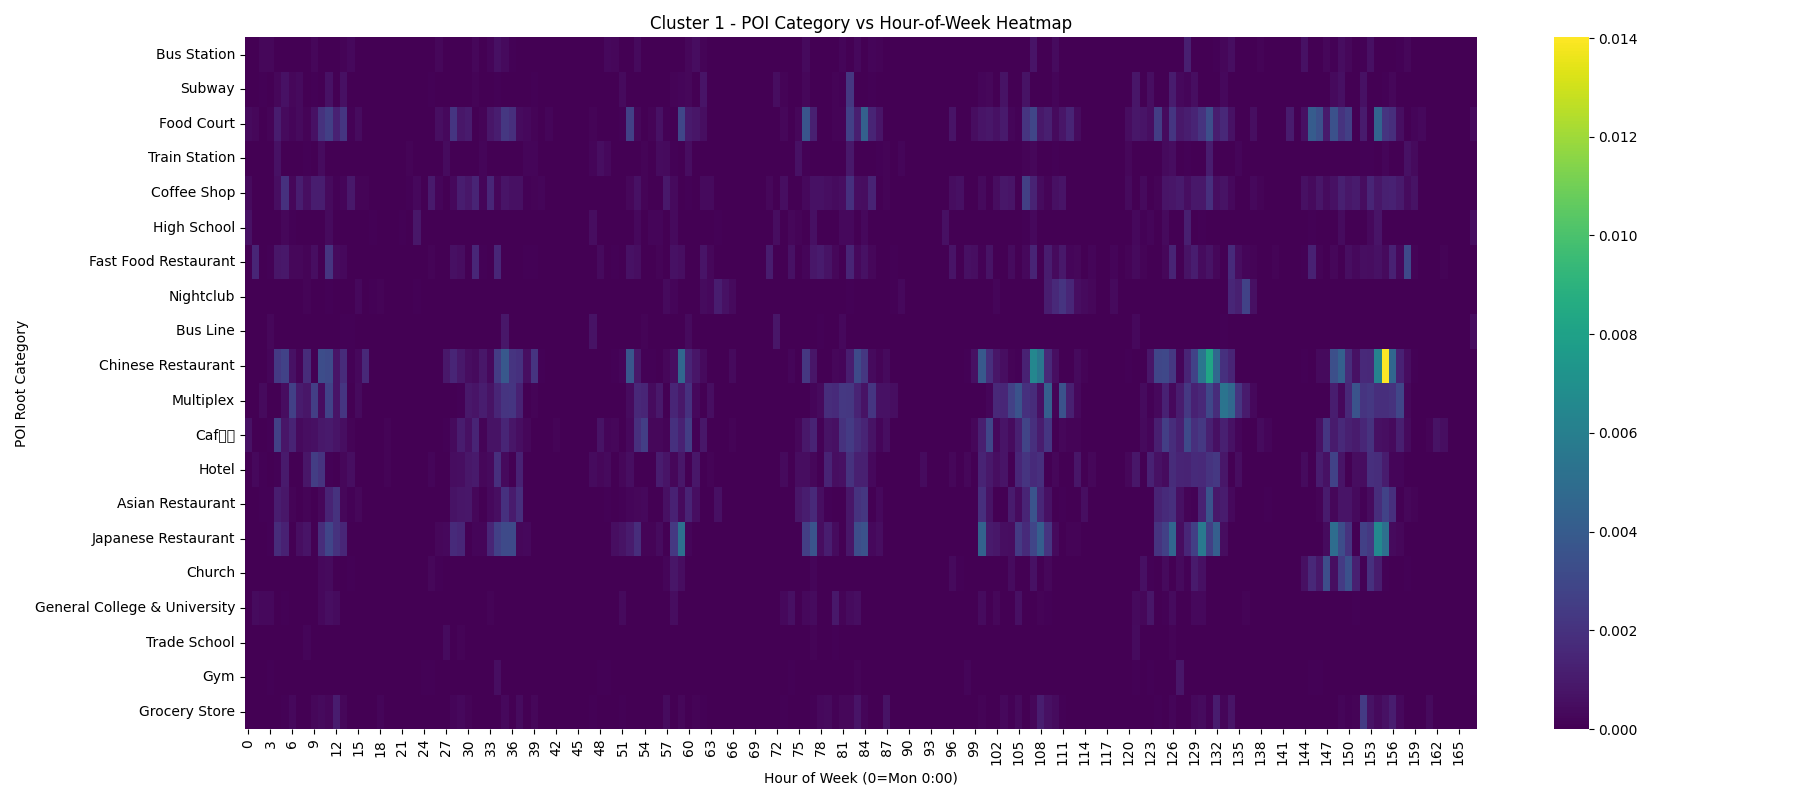 Cluster 1 - POI Category vs Hour-of-Week Heatmap
POI Root Category
Bus Station
Subway
Food Court
Train Station
Coffee Shop
High School
Fast Food Restaurant
Nightclub
Bus Line
Chinese Restaurant
Multiplex
Caf▯▯
Hotel
Asian Restaurant
Japanese Restaurant
Church
General College & University
Trade School
Gym
Grocery Store
0 3 6 9 12 15 18 21 24 27 30 33 36 39 42 45 48 51 54 57 60 63 66 69 72 75 78 81 84 87 90 93 96 99 102 105 108 111 114 117 120 123 126 129 132 135 138 141 144 147 150 153 156 159 162 165
Hour of Week (0=Mon 0:00)
0.014
0.012
0.010
0.008
0.006
0.004
0.002
0.000